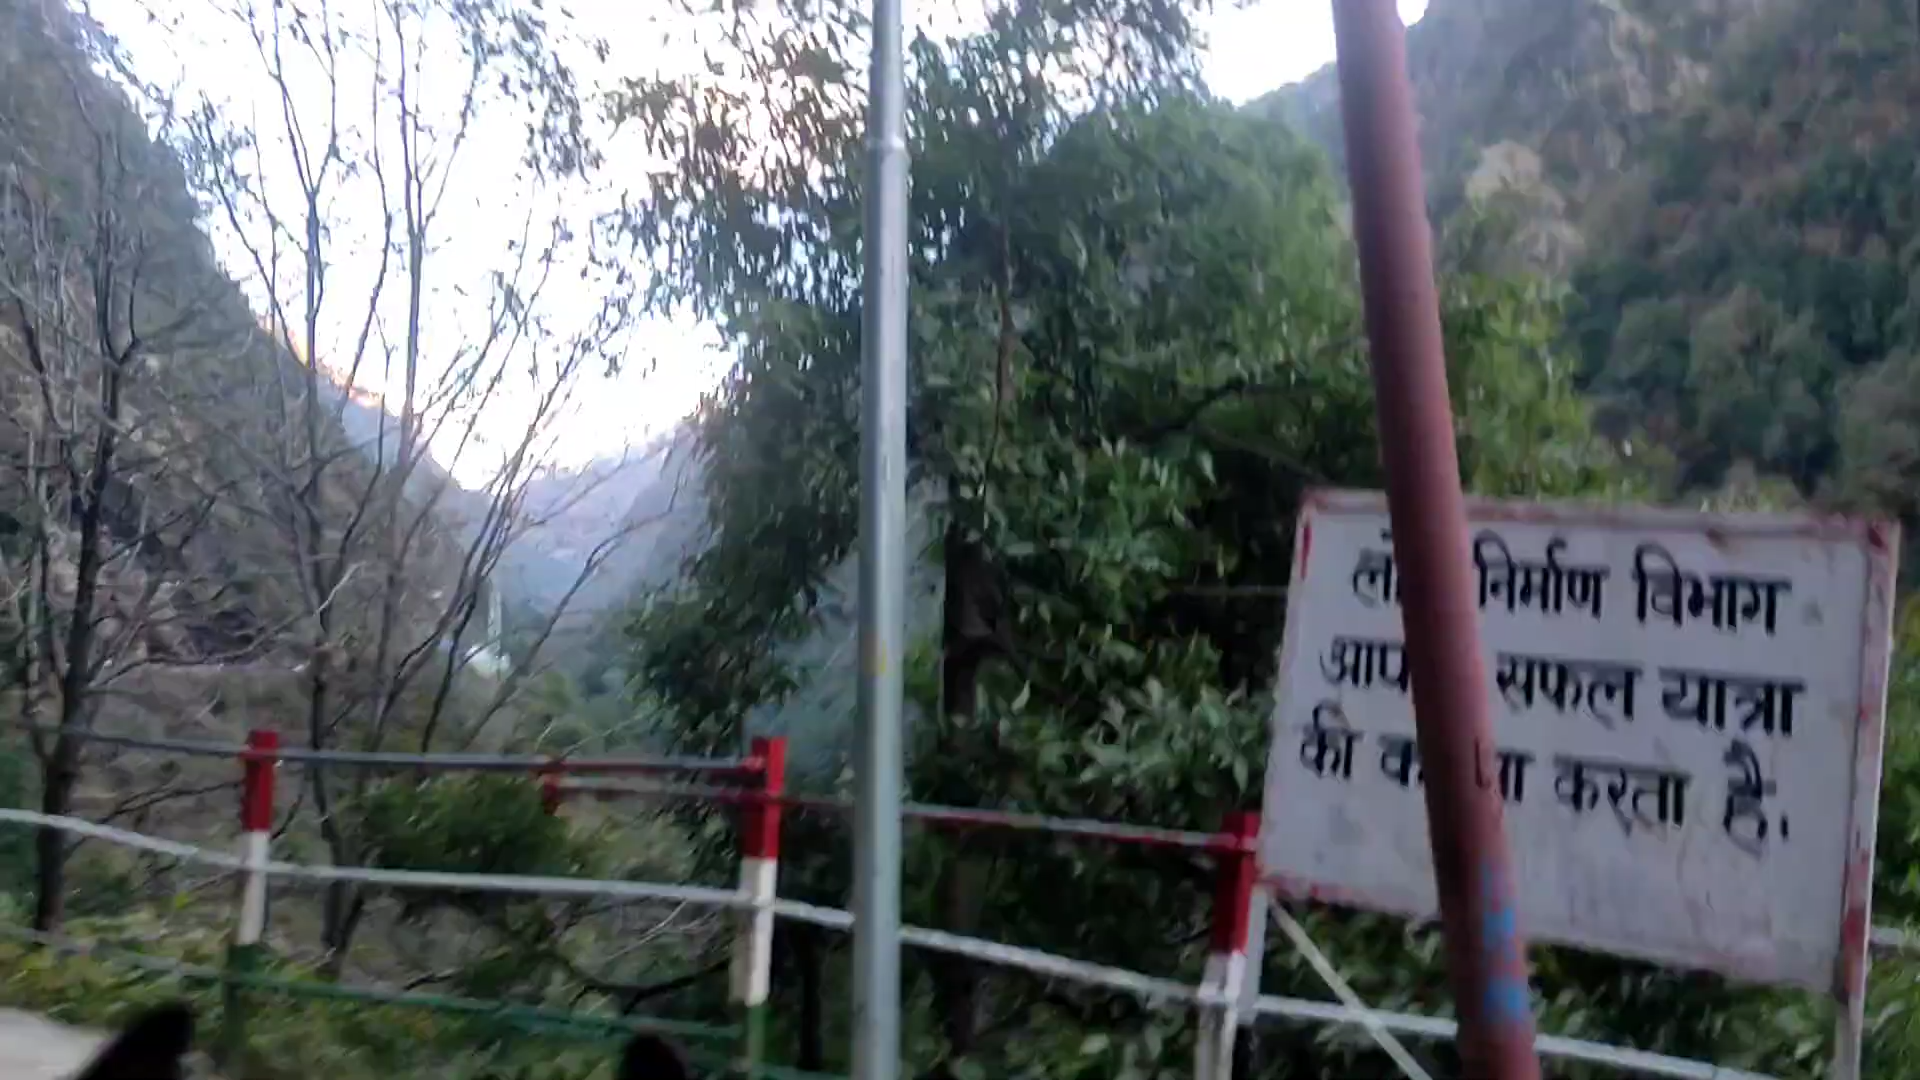 निर्माण विभाग
सफल यात्रा
की करता है.